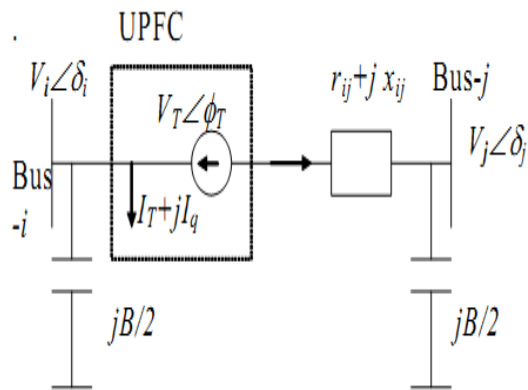 UPFC
.
V_i∠δ_i
V_T∠ϕ_T
r_ij+j x_ij
Bus-j
V_j∠δ_j
Bus
-i
I_T+jI_q
jB/2
jB/2